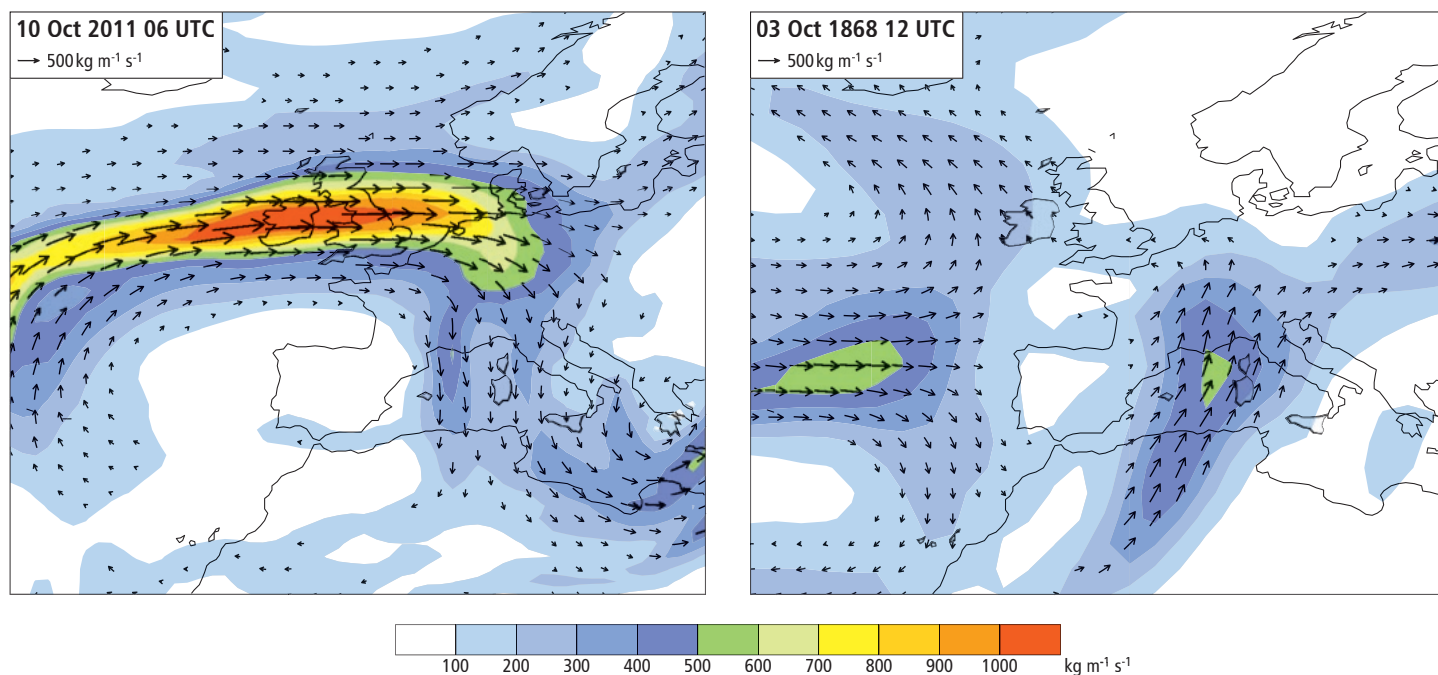 10 Oct 2011 06 UTC
→ 500 kg m⁻¹ s⁻¹
03 Oct 1868 12 UTC
→ 500 kg m⁻¹ s⁻¹
100 200 300 400 500 600 700 800 900 1000 kg m⁻¹ s⁻¹